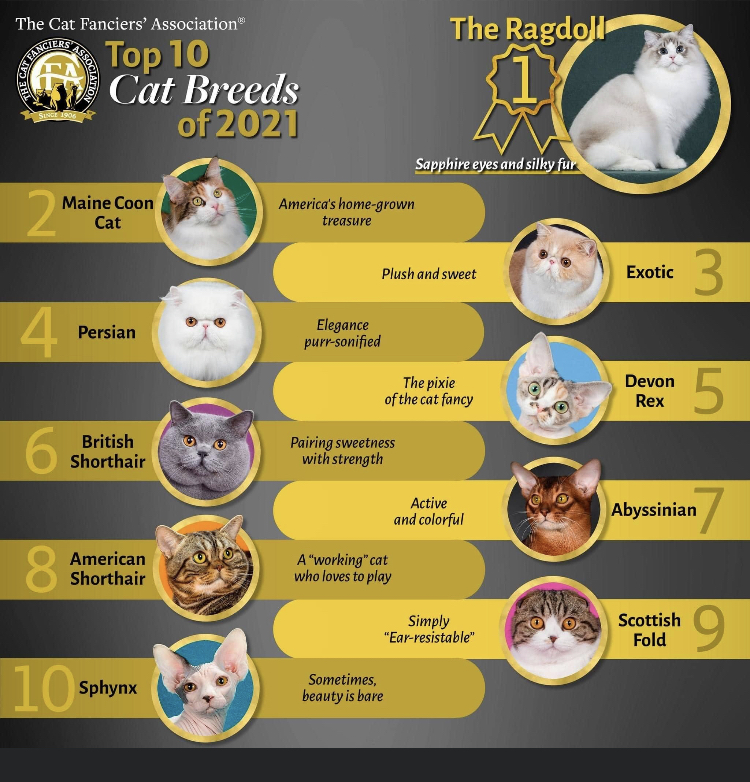 The Cat Fanciers' Association®
THE CAT FANCIERS' ASSOCIATION
CFA
SINCE 1906
Top 10
Cat Breeds
of 2021
The Ragdoll
1
Sapphire eyes and silky fur
2
Maine Coon
Cat
America's home-grown
treasure
Plush and sweet
Exotic
3
4
Persian
Elegance
purr-sonified
The pixie
of the cat fancy
Devon
Rex
5
6
British
Shorthair
Pairing sweetness
with strength
Active
and colorful
Abyssinian
7
8
American
Shorthair
A “working” cat
who loves to play
Simply
“Ear-resistable”
Scottish
Fold
9
10
Sphynx
Sometimes,
beauty is bare